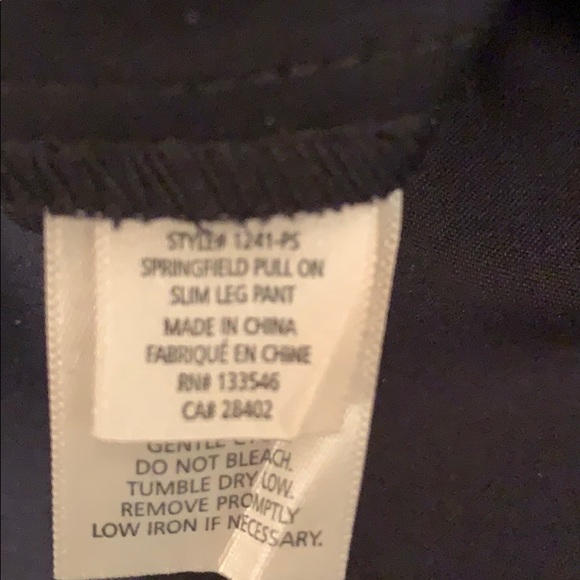 STYLE# 1241-PS
SPRINGFIELD PULL ON
SLIM LEG PANT
MADE IN CHINA
FABRIQUÉ EN CHINE
RN# 133546
CA# 28402
GENTLE
DO NOT BLEACH.
TUMBLE DRY LOW.
REMOVE PROMPTLY
LOW IRON IF NECESSARY.